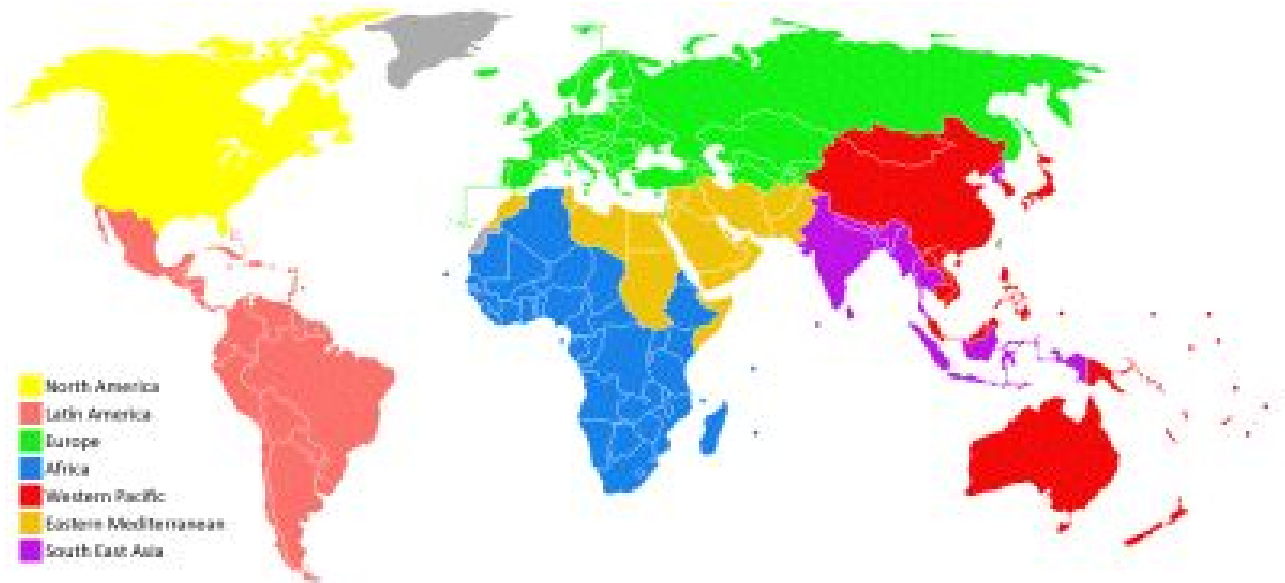 North America
Latin America
Europe
Africa
Western Pacific
Eastern Mediterranean
South East Asia